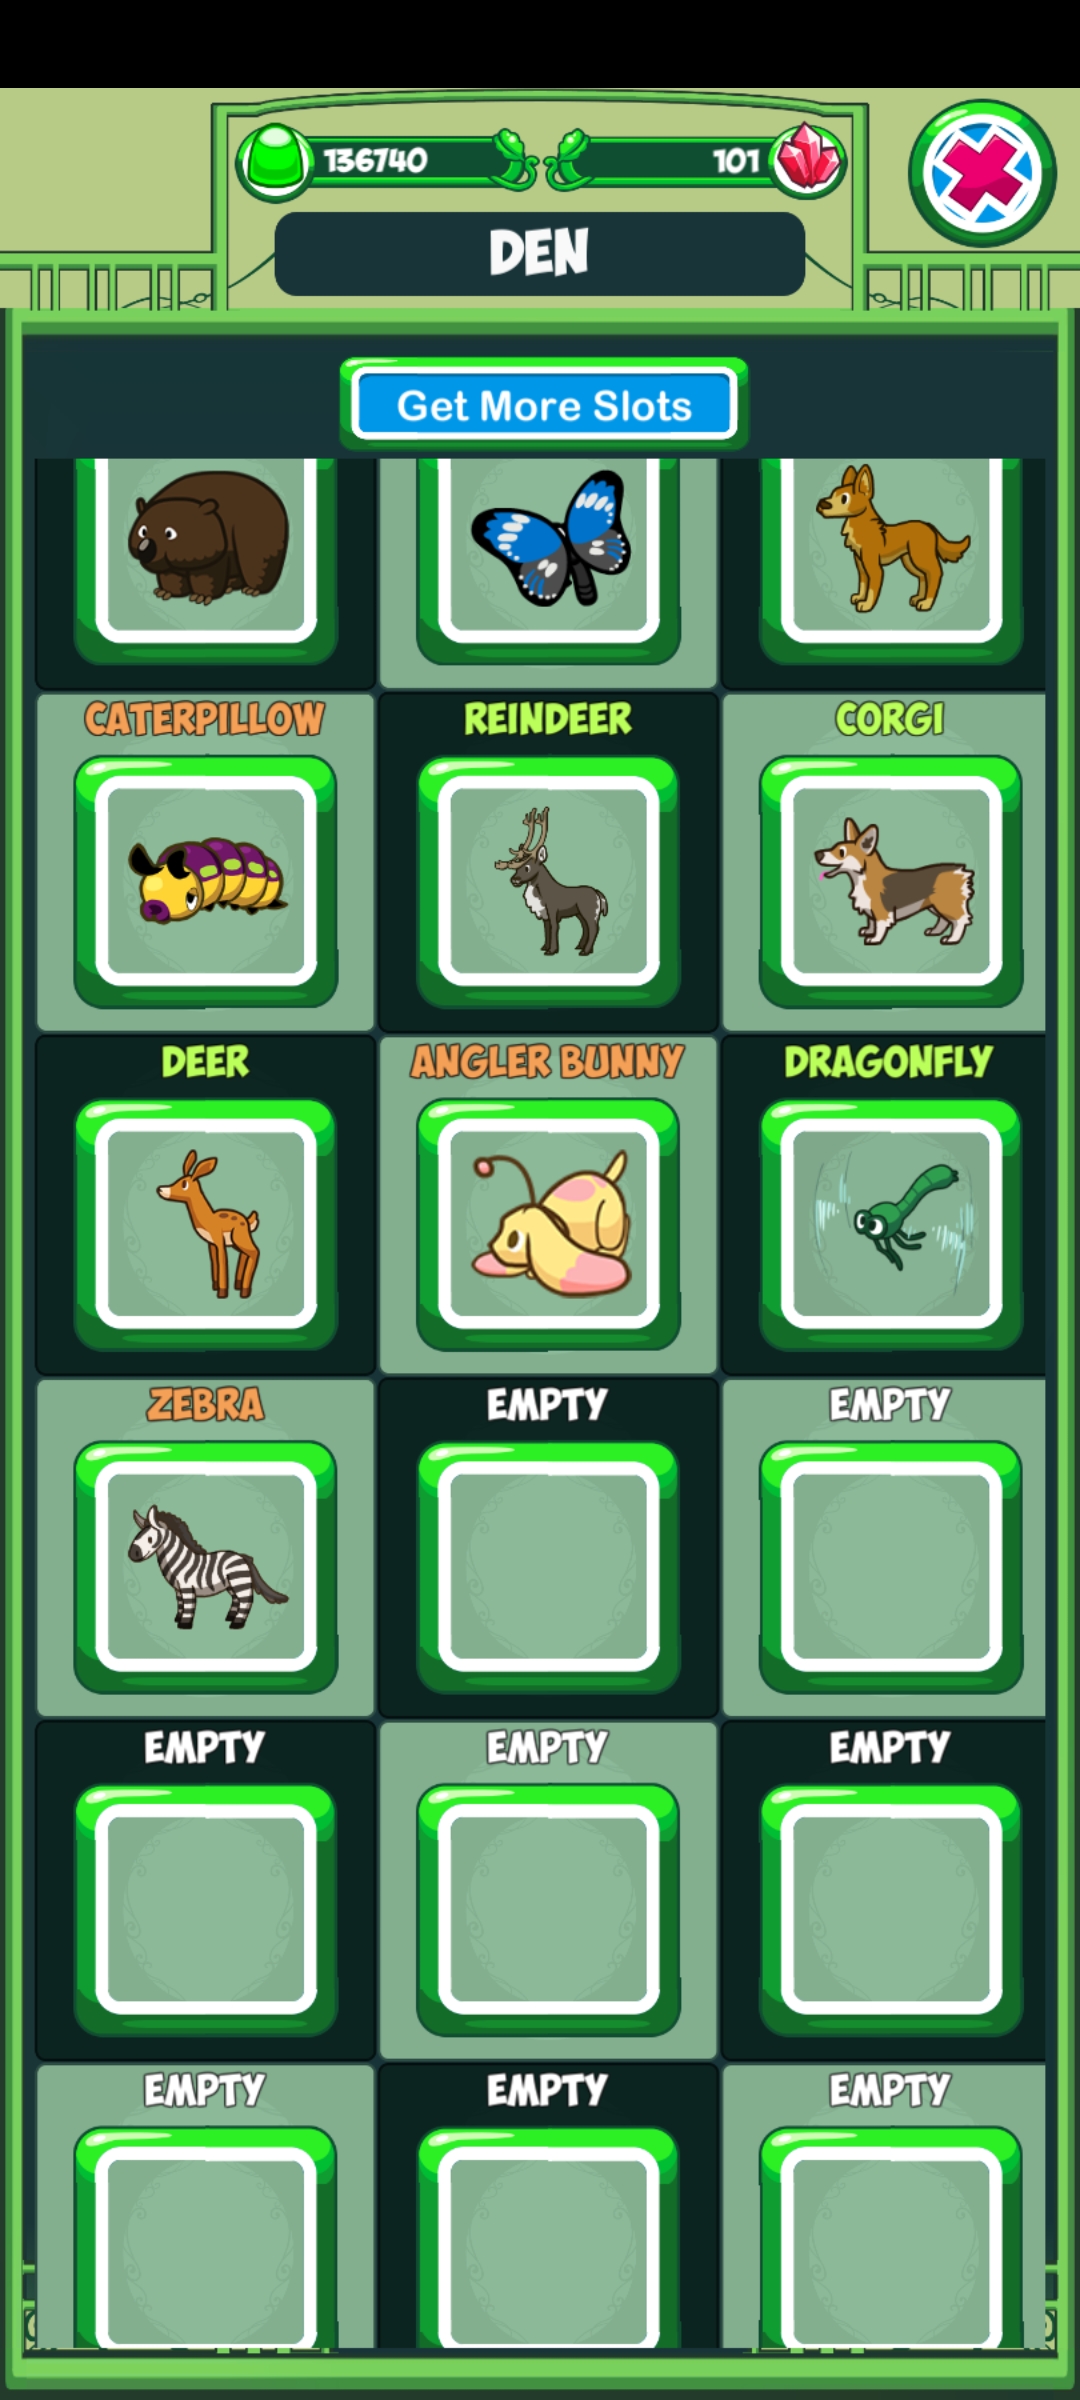 136740
101
DEN
Get More Slots
CATERPILLOW
REINDEER
CORGI
DEER
ANGLER BUNNY
DRAGONFLY
ZEBRA
EMPTY
EMPTY
EMPTY
EMPTY
EMPTY
EMPTY
EMPTY
EMPTY